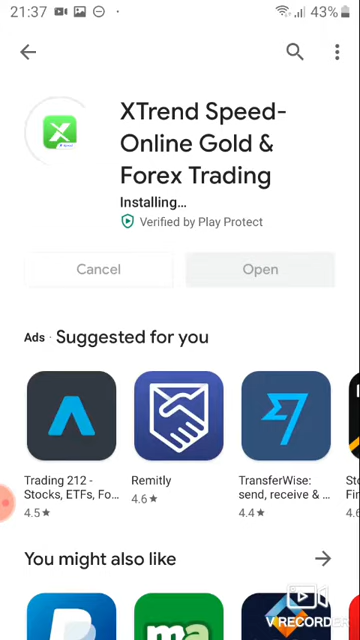 21:37
43%
XTrend Speed-
Online Gold &
Forex Trading
Installing...
Verified by Play Protect
Cancel
Open
Ads · Suggested for you
Trading 212 -
Stocks, ETFs, Fo...
4.5★
Remitly
4.6★
TransferWise:
send, receive & ...
4.4★
You might also like
ma
V RECORDER